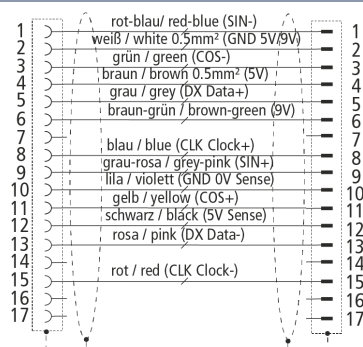 1 rot-blau/ red-blue (SIN-) 1
2 weiß / white 0.5mm² (GND 5V/9V) 2
3 grün / green (COS-) 3
4 braun / brown 0.5mm² (5V) 4
5 grau / grey (DX Data+) 5
6 braun-grün / brown-green (9V) 6
7 7
8 blau / blue (CLK Clock+) 8
9 grau-rosa / grey-pink (SIN+) 9
10 lila / violett (GND 0V Sense) 10
11 gelb / yellow (COS+) 11
12 schwarz / black (5V Sense) 12
13 rosa / pink (DX Data-) 13
14 14
15 rot / red (CLK Clock-) 15
16 16
17 17